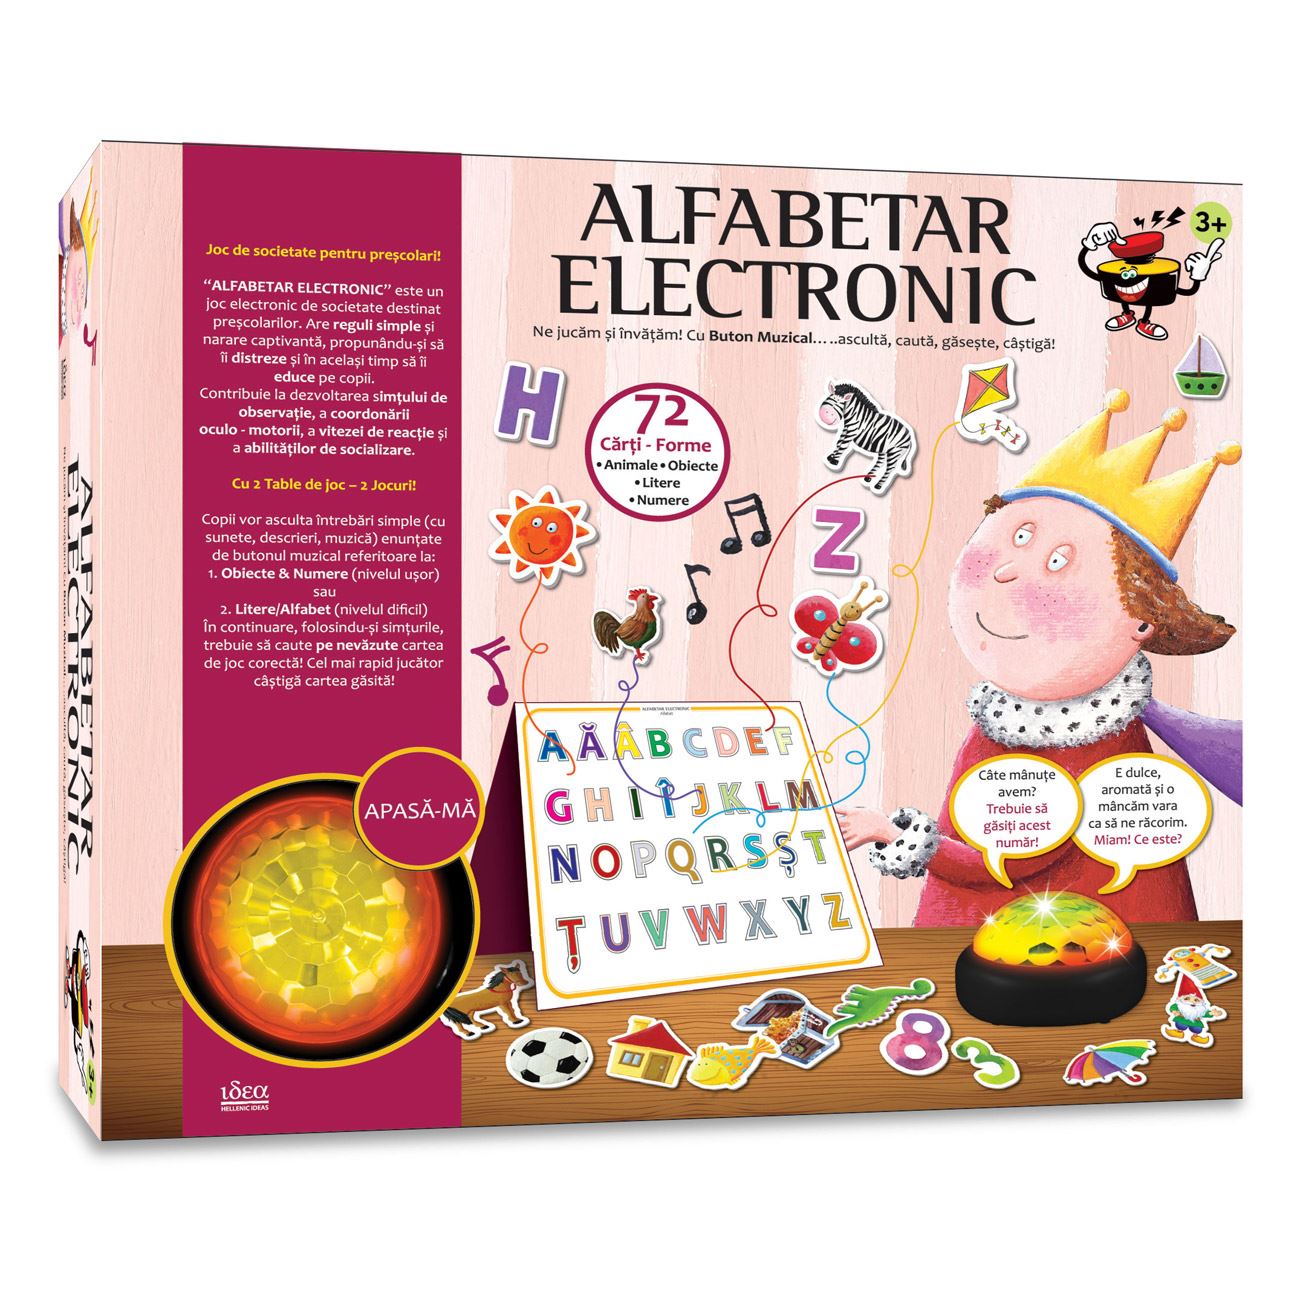 ALFABETAR
ELECTRONIC
Ne jucăm și învățăm! Cu Buton Muzical.....ascultă, caută, găsește, câștigă!
3+
Joc de societate pentru preșcolari!
“ALFABETAR ELECTRONIC” este un
joc electronic de societate destinat
preșcolarilor. Are reguli simple și
narare captivantă, propunându-și să
îi distreze și în același timp să îi
educe pe copii.
Contribuie la dezvoltarea simțului de
observație, a coordonării
oculo - motorii, a vitezei de reacție și
a abilităților de socializare.
Cu 2 Table de joc – 2 Jocuri!
Copii vor asculta întrebări simple (cu
sunete, descrieri, muzică) enunțate
de butonul muzical referitoare la:
1. Obiecte & Numere (nivelul ușor)
sau
2. Litere/Alfabet (nivelul dificil)
În continuare, folosindu-și simțurile,
trebuie să caute pe nevăzute cartea
de joc corectă! Cel mai rapid jucător
câștigă cartea găsită!
APASĂ-MĂ
ιδεα
HELLENIC IDEAS
H
72
Cărți - Forme
• Animale • Obiecte
• Litere
• Numere
Z
ALFABETAR ELECTRONIC
A Ă Â B C D E F
G H I Î J K L M
N O P Q R S Ș T
Ț U V W X Y Z
Câte mânuțe
avem?
Trebuie să
găsiți acest
număr!
E dulce,
aromată și o
mâncăm vara
ca să ne răcorim.
Miam! Ce este?
8
3
ALFABETAR
ELECTRONIC
3+